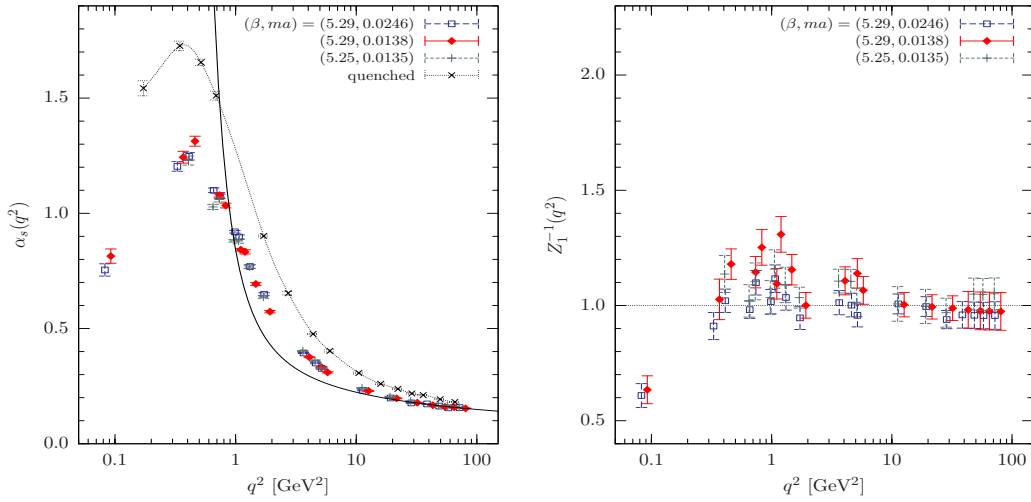 (β, ma) = (5.29, 0.0246)
(5.29, 0.0138)
(5.25, 0.0135)
quenched
α_s(q²)
1.5
1.0
0.5
0.0
0.1 1 10 100
q² [GeV²]
(β, ma) = (5.29, 0.0246)
(5.29, 0.0138)
(5.25, 0.0135)
Z₁⁻¹(q²)
2.0
1.5
1.0
0.5
0.1 1 10 100
q² [GeV²]